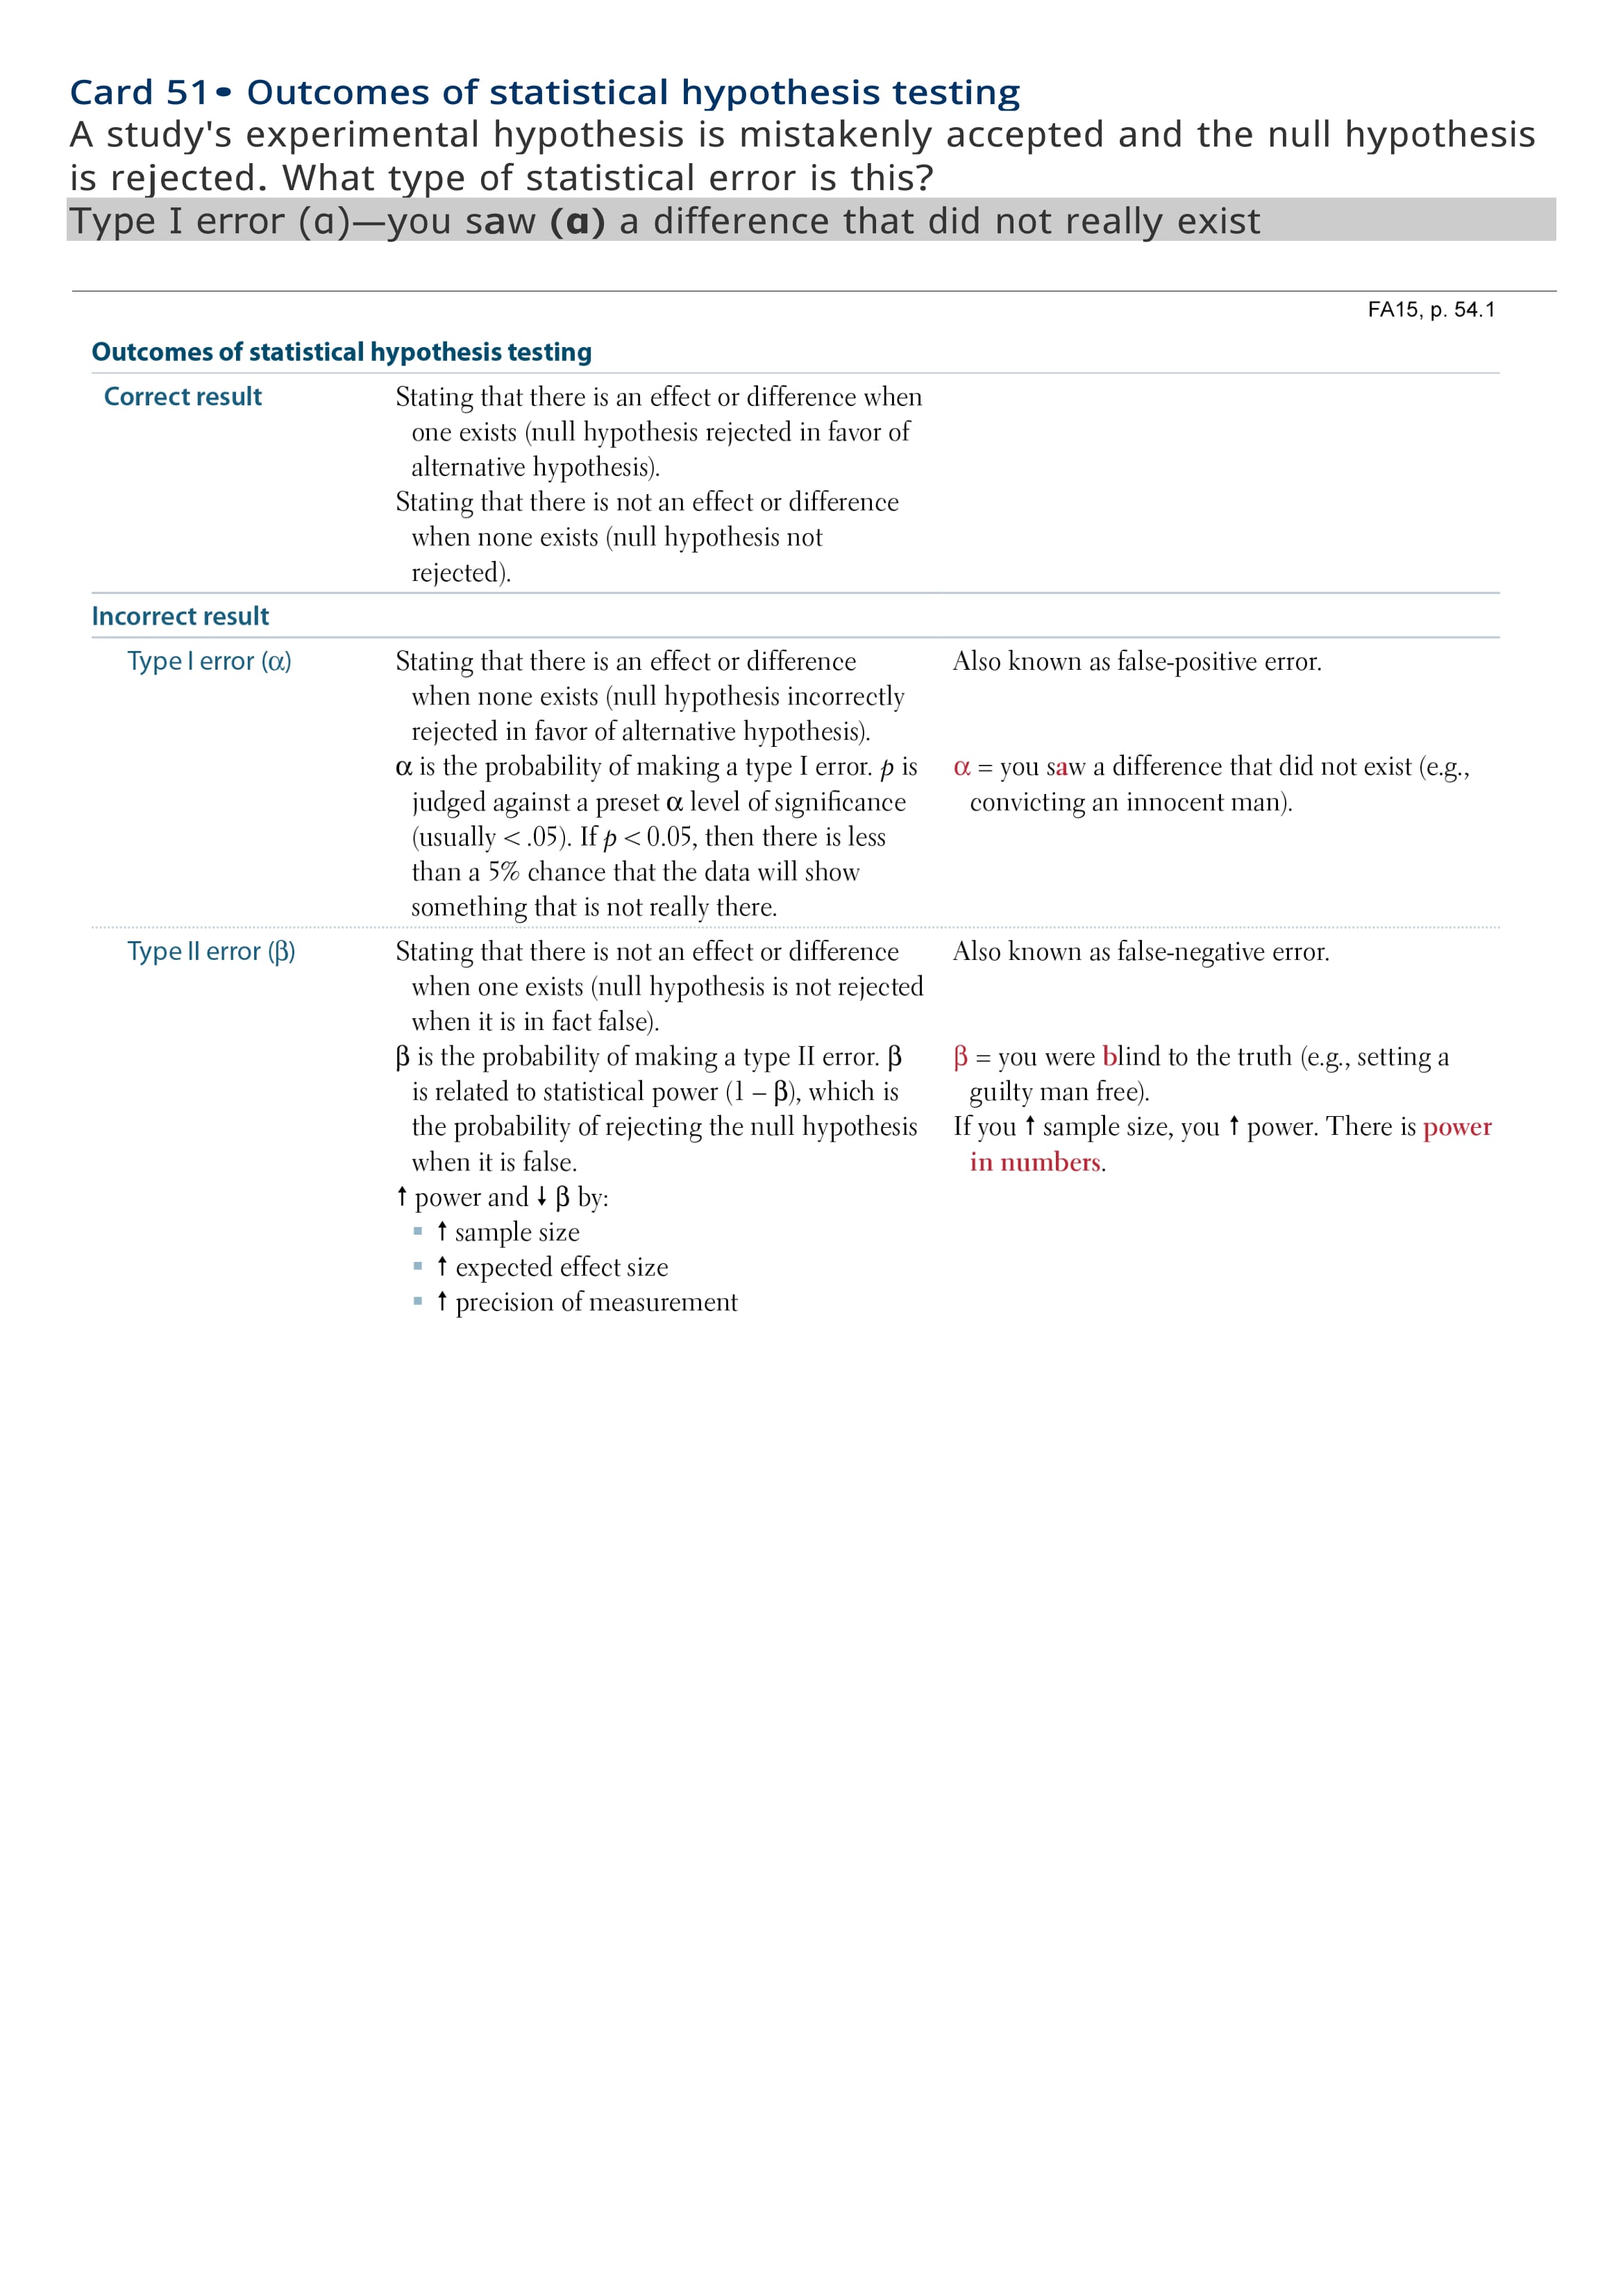 Card 51• Outcomes of statistical hypothesis testing
A study's experimental hypothesis is mistakenly accepted and the null hypothesis
is rejected. What type of statistical error is this?
Type I error (ɑ)—you saw (ɑ) a difference that did not really exist
FA15, p. 54.1
Outcomes of statistical hypothesis testing
Correct result
Stating that there is an effect or difference when
one exists (null hypothesis rejected in favor of
alternative hypothesis).
Stating that there is not an effect or difference
when none exists (null hypothesis not
rejected).
Incorrect result
Type I error (α)
Stating that there is an effect or difference
when none exists (null hypothesis incorrectly
rejected in favor of alternative hypothesis).
α is the probability of making a type I error. p is
judged against a preset α level of significance
(usually < .05). If p < 0.05, then there is less
than a 5% chance that the data will show
something that is not really there.
Also known as false-positive error.
α = you saw a difference that did not exist (e.g.,
convicting an innocent man).
Type II error (β)
Stating that there is not an effect or difference
when one exists (null hypothesis is not rejected
when it is in fact false).
β is the probability of making a type II error. β
is related to statistical power (1 – β), which is
the probability of rejecting the null hypothesis
when it is false.
↑ power and ↓ β by:
▪ ↑ sample size
▪ ↑ expected effect size
▪ ↑ precision of measurement
Also known as false-negative error.
β = you were blind to the truth (e.g., setting a
guilty man free).
If you ↑ sample size, you ↑ power. There is power
in numbers.